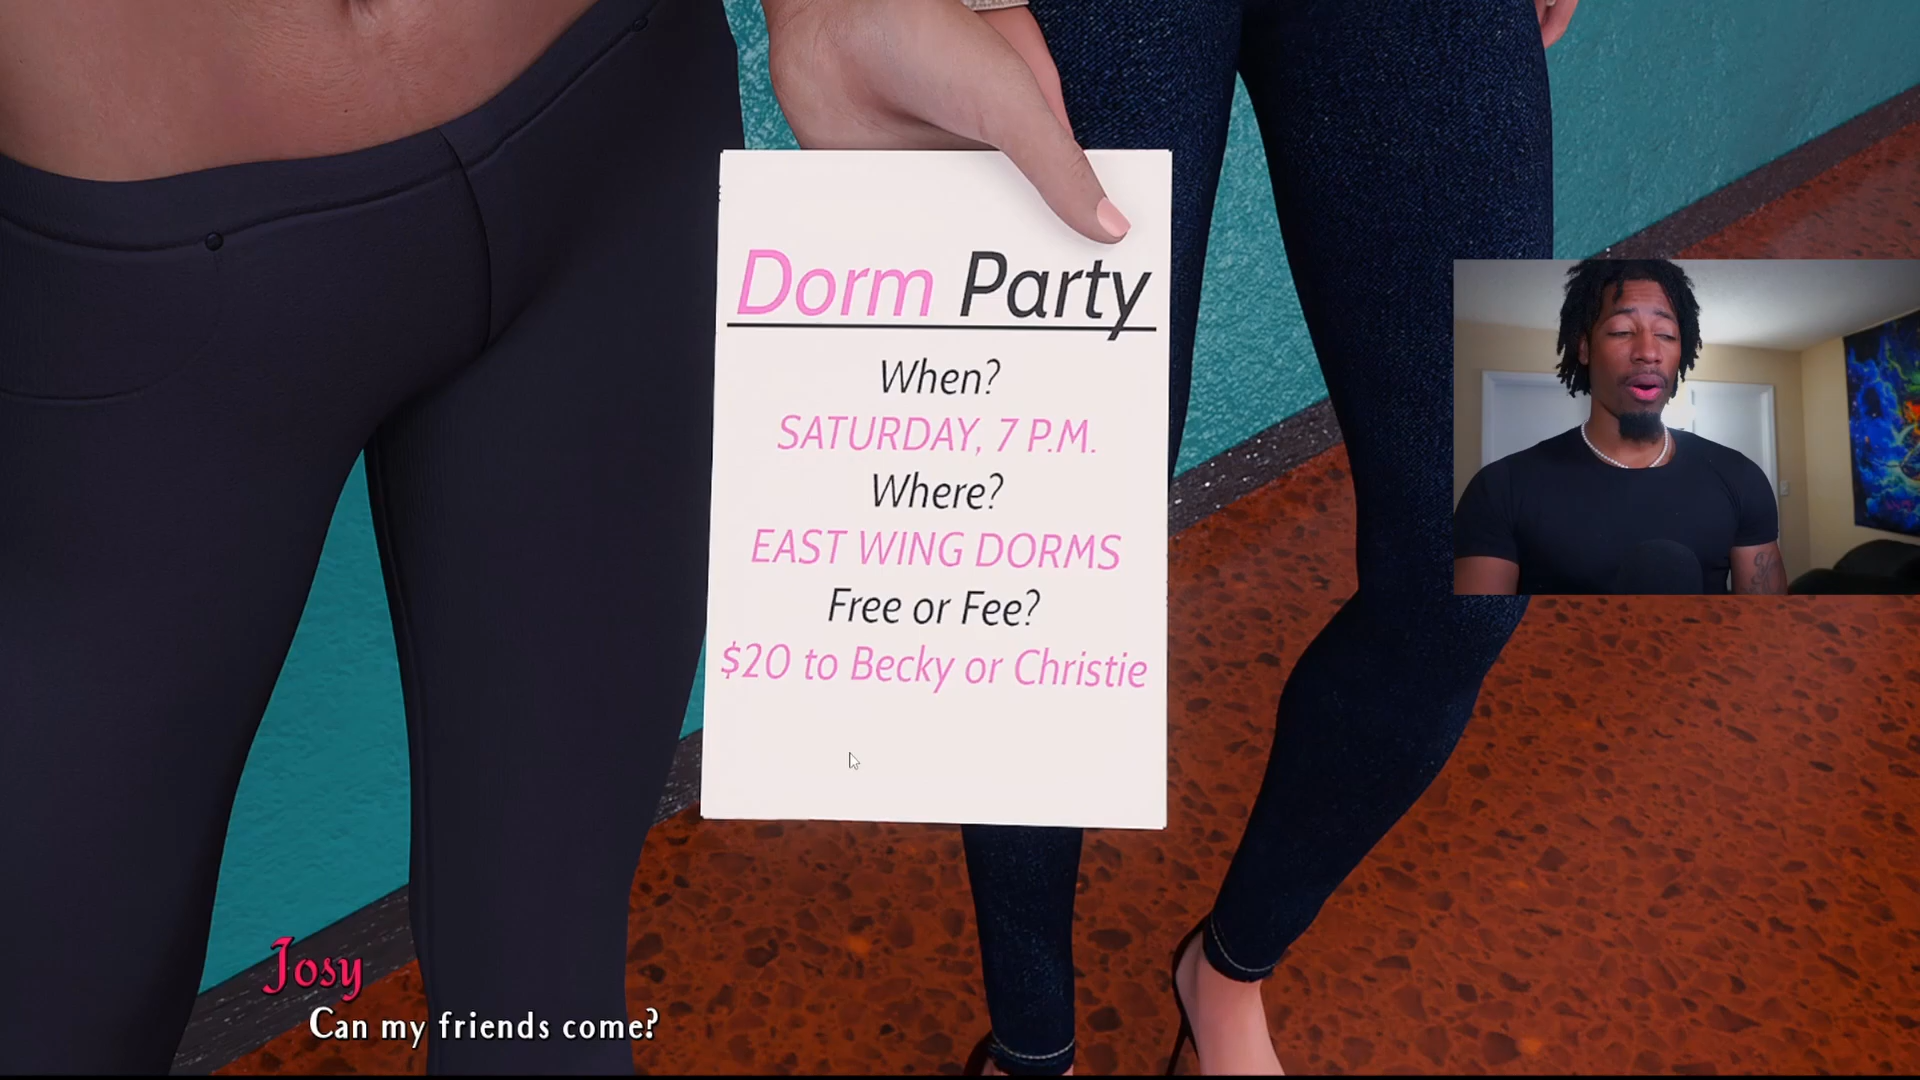 Dorm Party
When?
SATURDAY, 7 P.M.
Where?
EAST WING DORMS
Free or Fee?
$20 to Becky or Christie
Josy
Can my friends come?